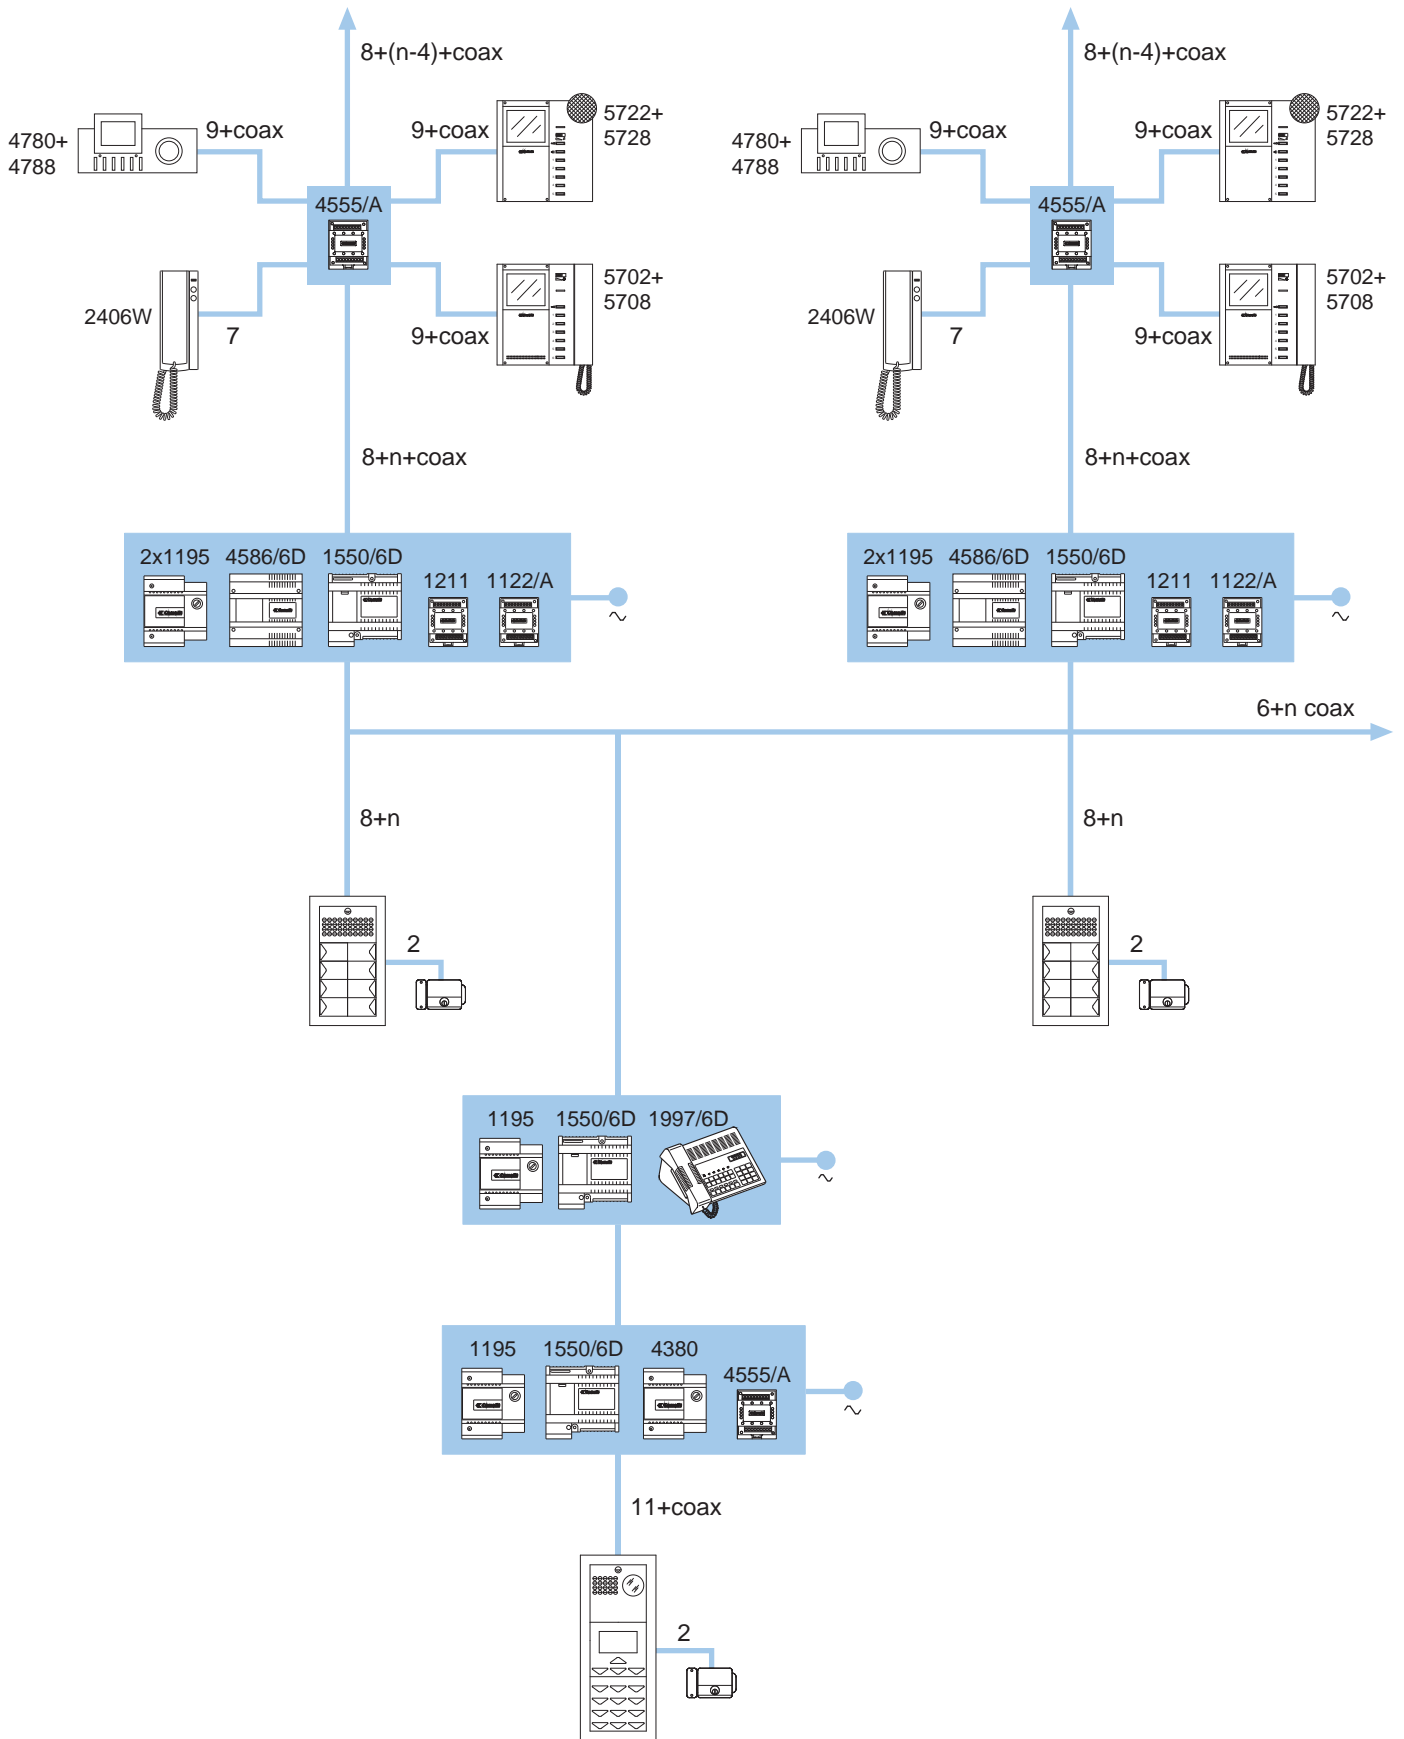 8+(n-4)+coax
8+(n-4)+coax
4780+
4788
9+coax
9+coax
5722+
5728
4780+
4788
9+coax
9+coax
5722+
5728
4555/A
4555/A
2406W
7
9+coax
5702+
5708
2406W
7
9+coax
5702+
5708
8+n+coax
8+n+coax
2x1195 4586/6D 1550/6D 1211 1122/A
~
2x1195 4586/6D 1550/6D 1211 1122/A
~
6+n coax
8+n
8+n
2
2
1195 1550/6D 1997/6D
~
1195 1550/6D 4380 4555/A
~
11+coax
2